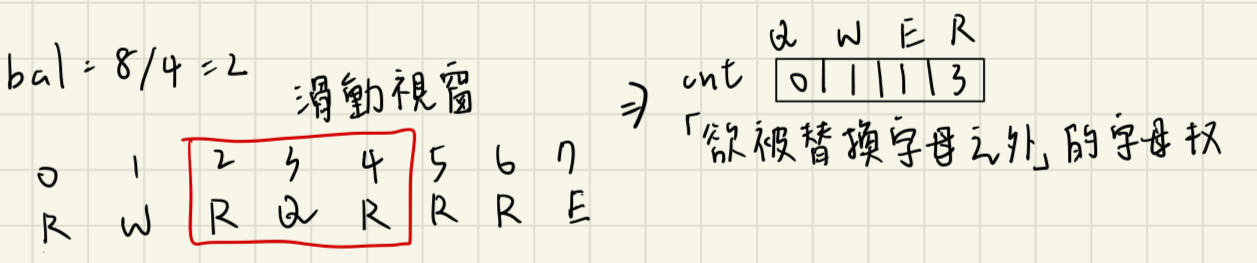 bal = 8/4 = 2
滑動視窗
0 1 2 3 4 5 6 7
R W R Q R R R E
⇒ cnt
Q W E R
0 1 1 3
「欲被替換字母之外」的字母权